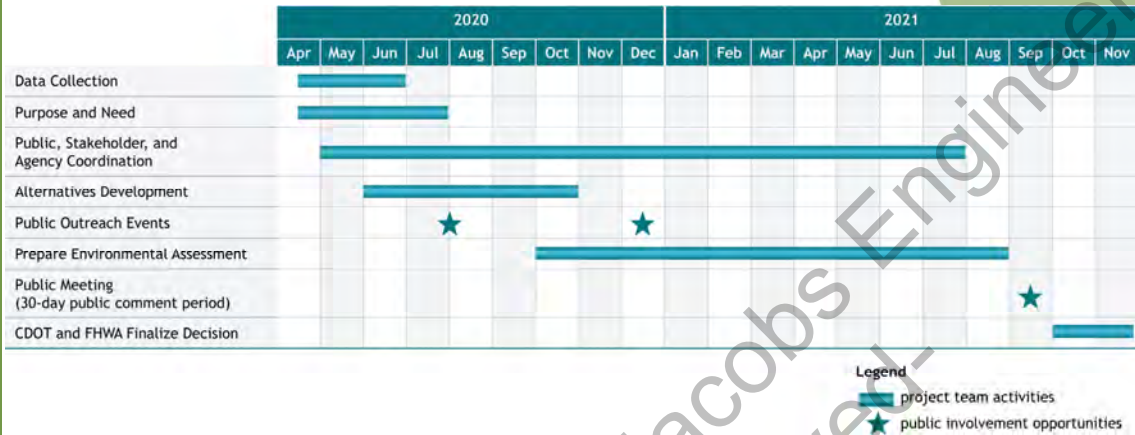 2020 2021
Apr May Jun Jul Aug Sep Oct Nov Dec Jan Feb Mar Apr May Jun Jul Aug Sep Oct Nov
Data Collection
Purpose and Need
Public, Stakeholder, and
Agency Coordination
Alternatives Development
Public Outreach Events
Prepare Environmental Assessment
Public Meeting
(30-day public comment period)
CDOT and FHWA Finalize Decision
Legend
project team activities
public involvement opportunities
Jacobs Engineer